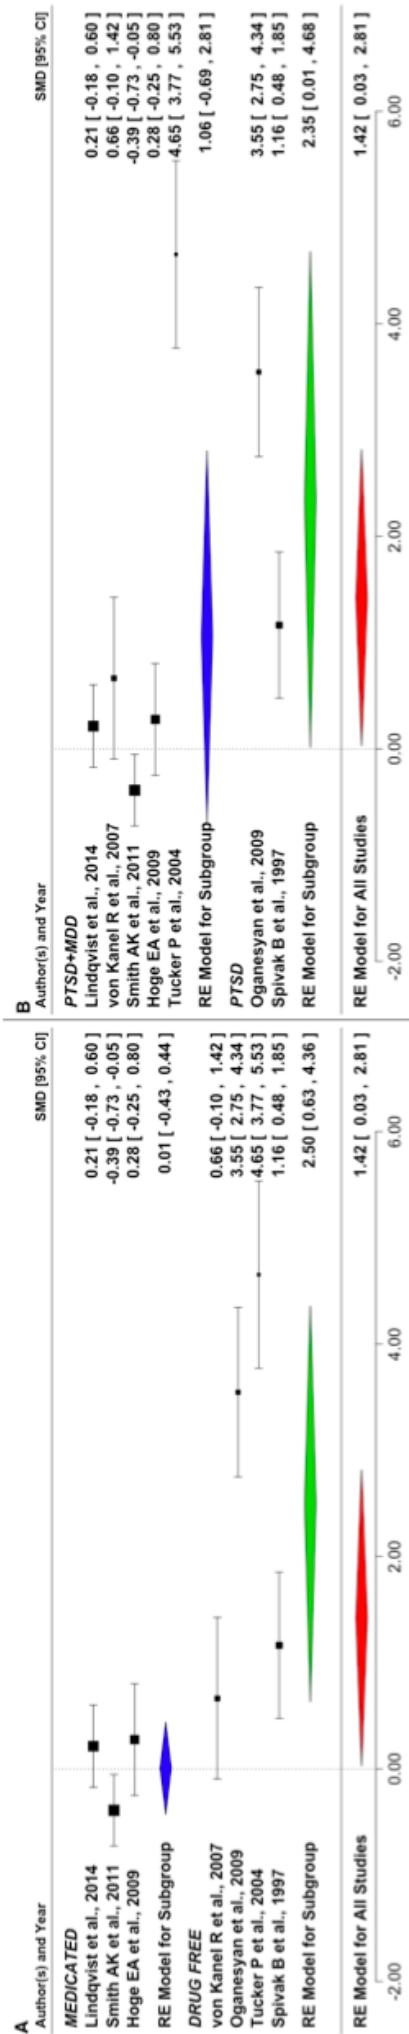 A
Author(s) and Year SMD [95% CI]
MEDICATED
Lindqvist et al., 2014 0.21 [ -0.18 , 0.60 ]
Smith AK et al., 2011 -0.39 [ -0.73 , -0.05 ]
Hoge EA et al., 2009 0.28 [ -0.25 , 0.80 ]
RE Model for Subgroup 0.01 [ -0.43 , 0.44 ]
DRUG FREE
von Kanel R et al., 2007 0.66 [ -0.10 , 1.42 ]
Oganesyan et al., 2009 3.55 [ 2.75 , 4.34 ]
Tucker P et al., 2004 4.65 [ 3.77 , 5.53 ]
Spivak B et al., 1997 1.16 [ 0.48 , 1.85 ]
RE Model for Subgroup 2.50 [ 0.63 , 4.36 ]
RE Model for All Studies 1.42 [ 0.03 , 2.81 ]
-2.00 0.00 2.00 4.00 6.00
B
Author(s) and Year SMD [95% CI]
PTSD+MDD
Lindqvist et al., 2014 0.21 [ -0.18 , 0.60 ]
von Kanel R et al., 2007 0.66 [ -0.10 , 1.42 ]
Smith AK et al., 2011 -0.39 [ -0.73 , -0.05 ]
Hoge EA et al., 2009 0.28 [ -0.25 , 0.80 ]
Tucker P et al., 2004 4.65 [ 3.77 , 5.53 ]
RE Model for Subgroup 1.06 [ -0.69 , 2.81 ]
PTSD
Oganesyan et al., 2009 3.55 [ 2.75 , 4.34 ]
Spivak B et al., 1997 1.16 [ 0.48 , 1.85 ]
RE Model for Subgroup 2.35 [ 0.01 , 4.68 ]
RE Model for All Studies 1.42 [ 0.03 , 2.81 ]
-2.00 0.00 2.00 4.00 6.00